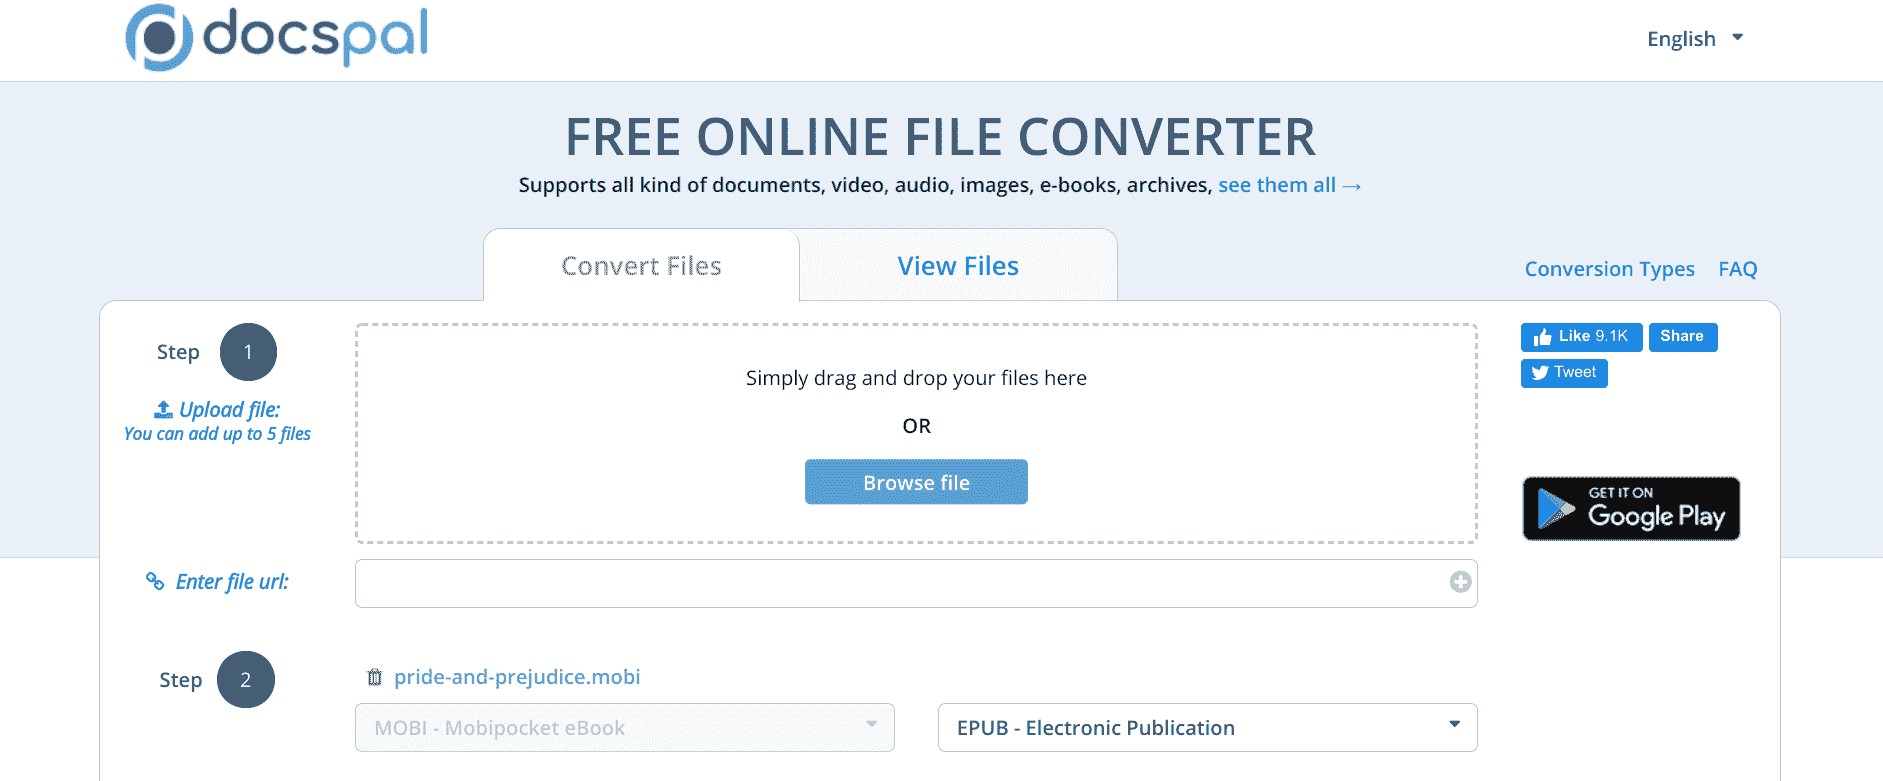 docspal
English
FREE ONLINE FILE CONVERTER
Supports all kind of documents, video, audio, images, e-books, archives, see them all →
Convert Files
View Files
Conversion Types
FAQ
Step 1
Upload file:
You can add up to 5 files
Simply drag and drop your files here
OR
Browse file
Like 9.1K
Share
Tweet
GET IT ON
Google Play
Enter file url:
Step 2
pride-and-prejudice.mobi
MOBI - Mobipocket eBook
EPUB - Electronic Publication